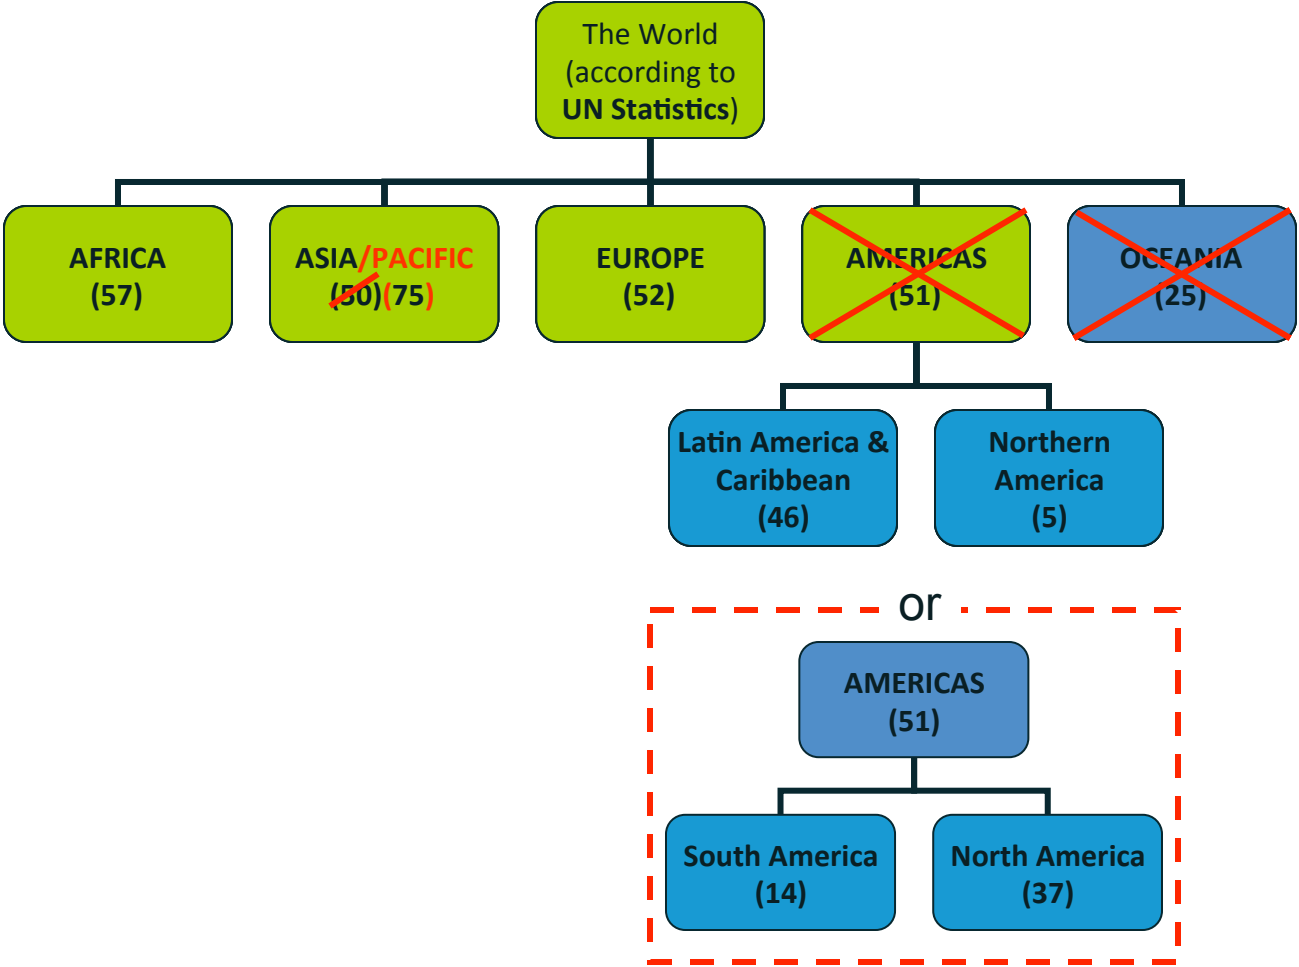 The World
(according to
UN Statistics)
AFRICA
(57)
ASIA/PACIFIC
(50)(75)
EUROPE
(52)
AMERICAS
(51)
OCEANIA
(25)
Latin America &
Caribbean
(46)
Northern
America
(5)
or
AMERICAS
(51)
South America
(14)
North America
(37)